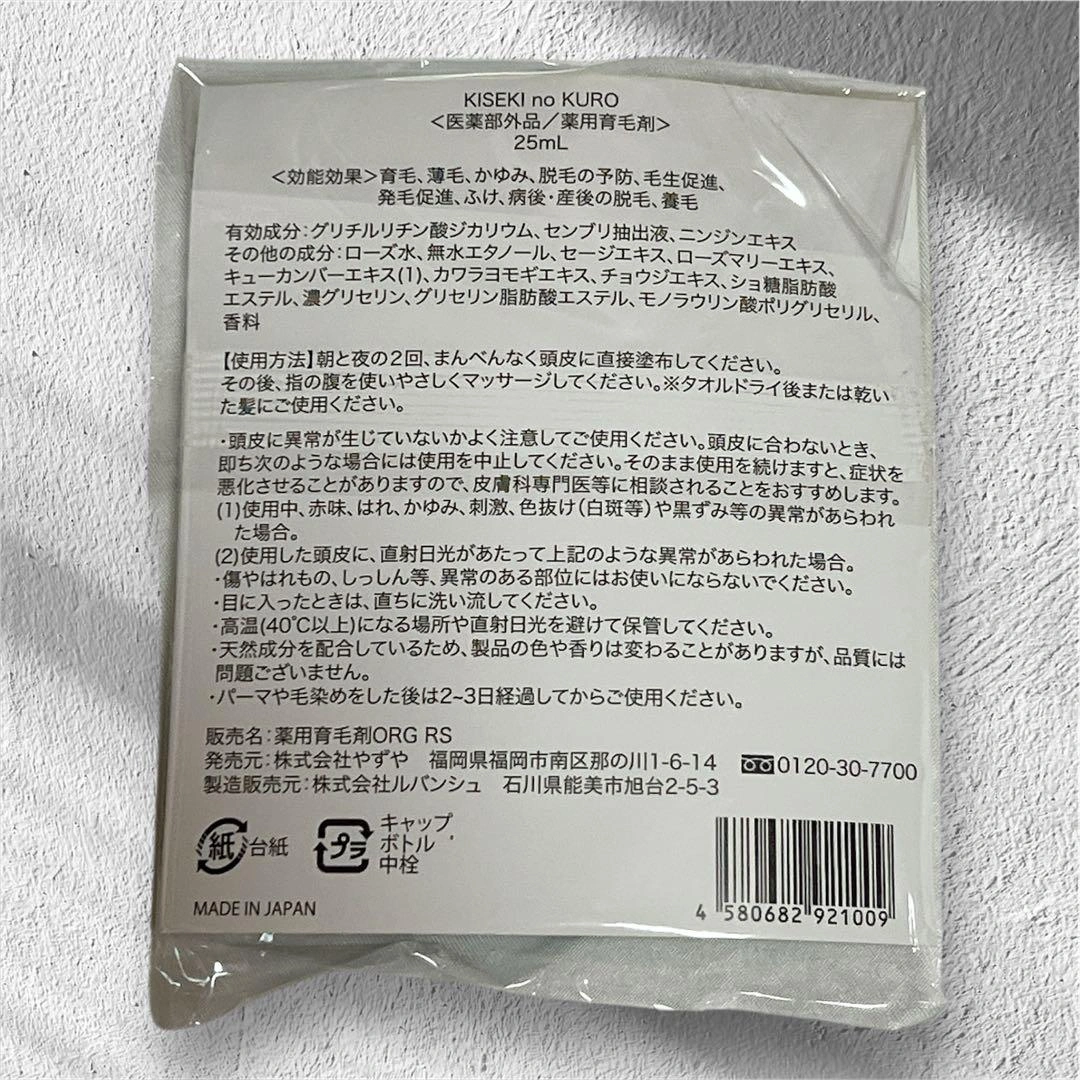 KISEKI no KURO
<医薬部外品／薬用育毛剤>
25mL
<効能効果>育毛、薄毛、かゆみ、脱毛の予防、毛生促進、
発毛促進、ふけ、病後・産後の脱毛、養毛
有効成分:グリチルリチン酸ジカリウム、センブリ抽出液、ニンジンエキス
その他の成分:ローズ水、無水エタノール、セージエキス、ローズマリーエキス、
キューカンバーエキス(1)、カワラヨモギエキス、チョウジエキス、ショ糖脂肪酸
エステル、濃グリセリン、グリセリン脂肪酸エステル、モノラウリン酸ポリグリセリル、
香料
【使用方法】朝と夜の2回、まんべんなく頭皮に直接塗布してください。
その後、指の腹を使いやさしくマッサージしてください。※タオルドライ後または乾い
た髪にご使用ください。
・頭皮に異常が生じていないかよく注意してご使用ください。頭皮に合わないとき、
即ち次のような場合には使用を中止してください。そのまま使用を続けますと、症状を
悪化させることがありますので、皮膚科専門医等に相談されることをおすすめします。
(1)使用中、赤味、はれ、かゆみ、刺激、色抜け(白斑等)や黒ずみ等の異常があらわれ
た場合。
(2)使用した頭皮に、直射日光があたって上記のような異常があらわれた場合。
・傷やはれもの、しっしん等、異常のある部位にはお使いにならないでください。
・目に入ったときは、直ちに洗い流してください。
・高温(40℃以上)になる場所や直射日光を避けて保管してください。
・天然成分を配合しているため、製品の色や香りは変わることがありますが、品質には
問題ございません。
・パーマや毛染めをした後は2~3日経過してからご使用ください。
販売名:薬用育毛剤ORG RS
発売元:株式会社やずや 福岡県福岡市南区那の川1-6-14 0120-30-7700
製造販売元:株式会社ルバンシュ 石川県能美市旭台2-5-3
紙 台紙
プラ キャップ
ボトル
中栓
MADE IN JAPAN
4 580682 921009